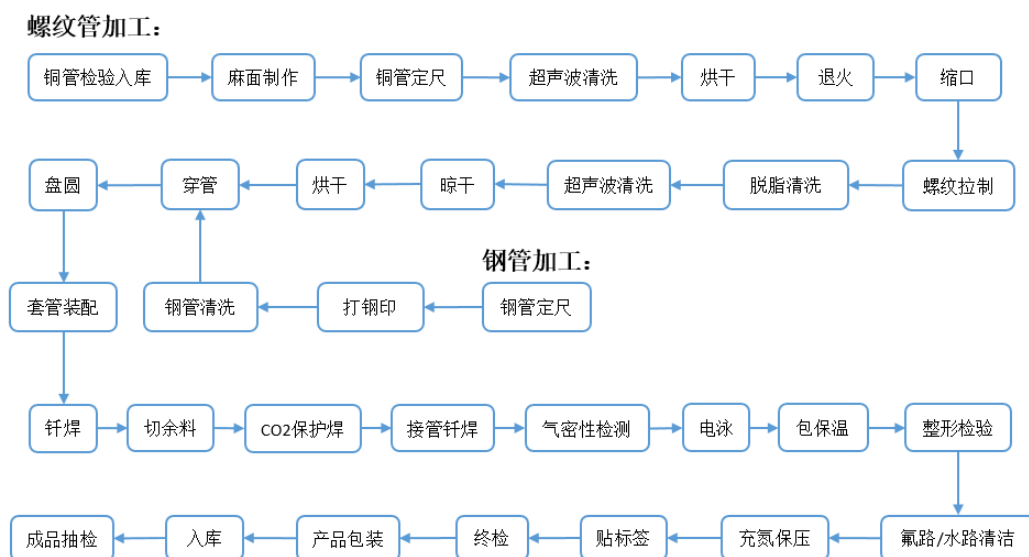 螺纹管加工：
铜管检验入库 麻面制作 铜管定尺 超声波清洗 烘干 退火 缩口
盘圆 穿管 烘干 晾干 超声波清洗 脱脂清洗 螺纹拉制
钢管加工：
套管装配 钢管清洗 打钢印 钢管定尺
钎焊 切余料 CO2保护焊 接管钎焊 气密性检测 电泳 包保温 整形检验
成品抽检 入库 产品包装 终检 贴标签 充氮保压 氟路/水路清洁